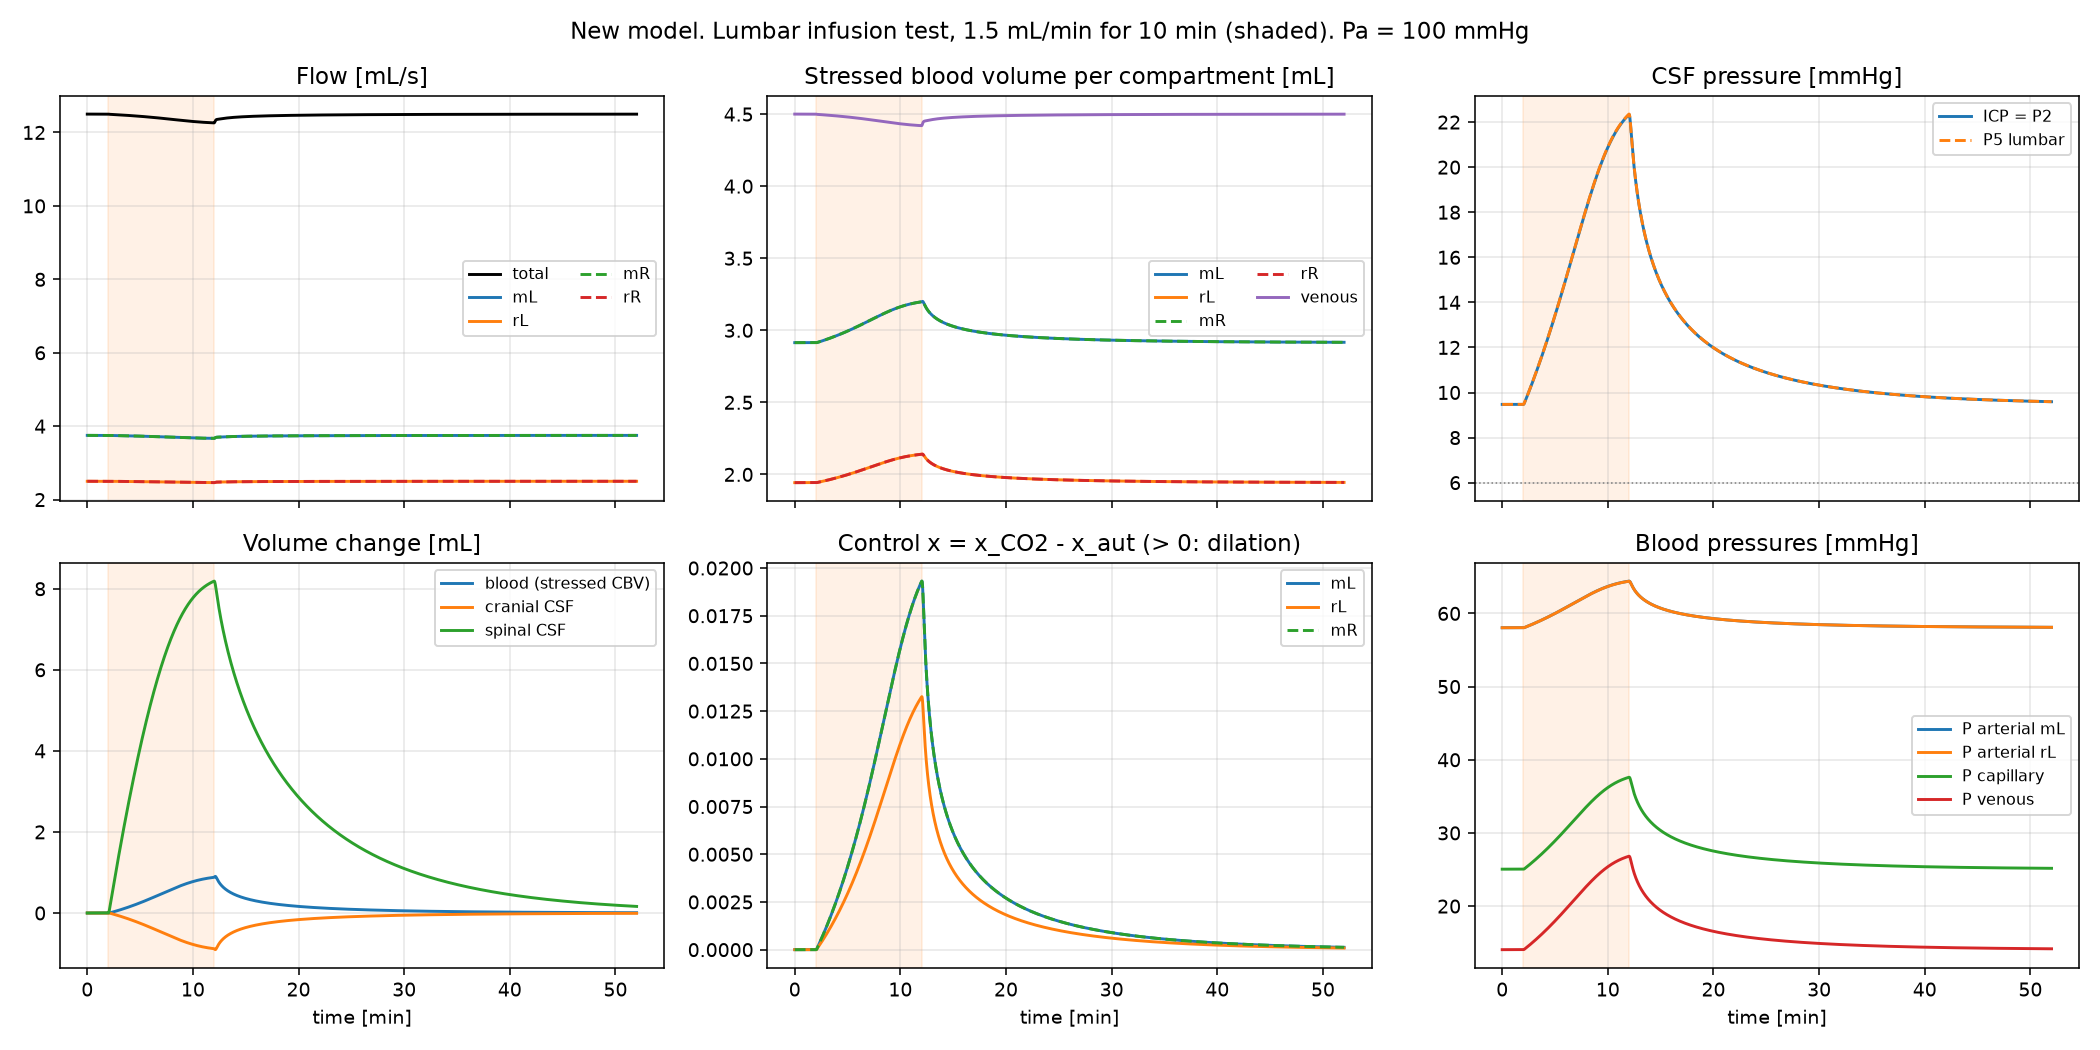 New model. Lumbar infusion test, 1.5 mL/min for 10 min (shaded). Pa = 100 mmHg
Flow [mL/s]
12
10
8
6
4
2
total
mL
rL
mR
rR
Stressed blood volume per compartment [mL]
4.5
4.0
3.5
3.0
2.5
2.0
mL
rL
mR
rR
venous
CSF pressure [mmHg]
22
20
18
16
14
12
10
8
6
ICP = P2
P5 lumbar
Volume change [mL]
8
6
4
2
0
blood (stressed CBV)
cranial CSF
spinal CSF
0 10 20 30 40 50
time [min]
Control x = x_CO2 - x_aut (> 0: dilation)
0.0200
0.0175
0.0150
0.0125
0.0100
0.0075
0.0050
0.0025
0.0000
mL
rL
mR
0 10 20 30 40 50
time [min]
Blood pressures [mmHg]
60
50
40
30
20
P arterial mL
P arterial rL
P capillary
P venous
0 10 20 30 40 50
time [min]